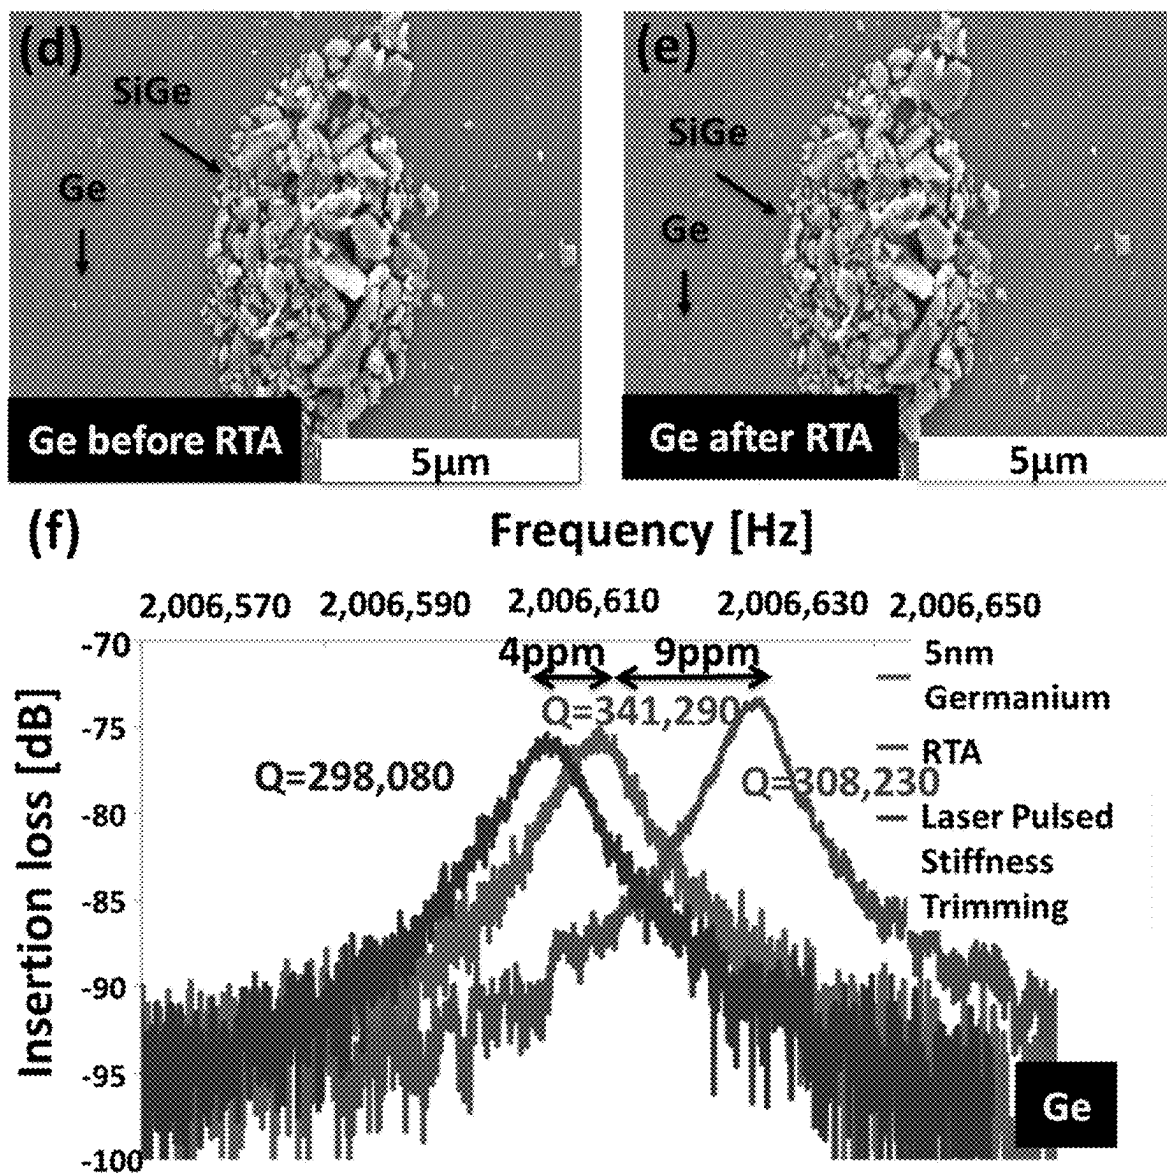 (d)
SiGe
Ge
Ge before RTA
5µm
(e)
SiGe
Ge
Ge after RTA
5µm
(f)
Frequency [Hz]
2,006,570 2,006,590 2,006,610 2,006,630 2,006,650
Insertion loss [dB]
-70
-75
-80
-85
-90
-95
-100
4ppm 9ppm
Q=341,290
Q=298,080
Q=308,230
5nm
Germanium
RTA
Laser Pulsed
Stiffness
Trimming
Ge